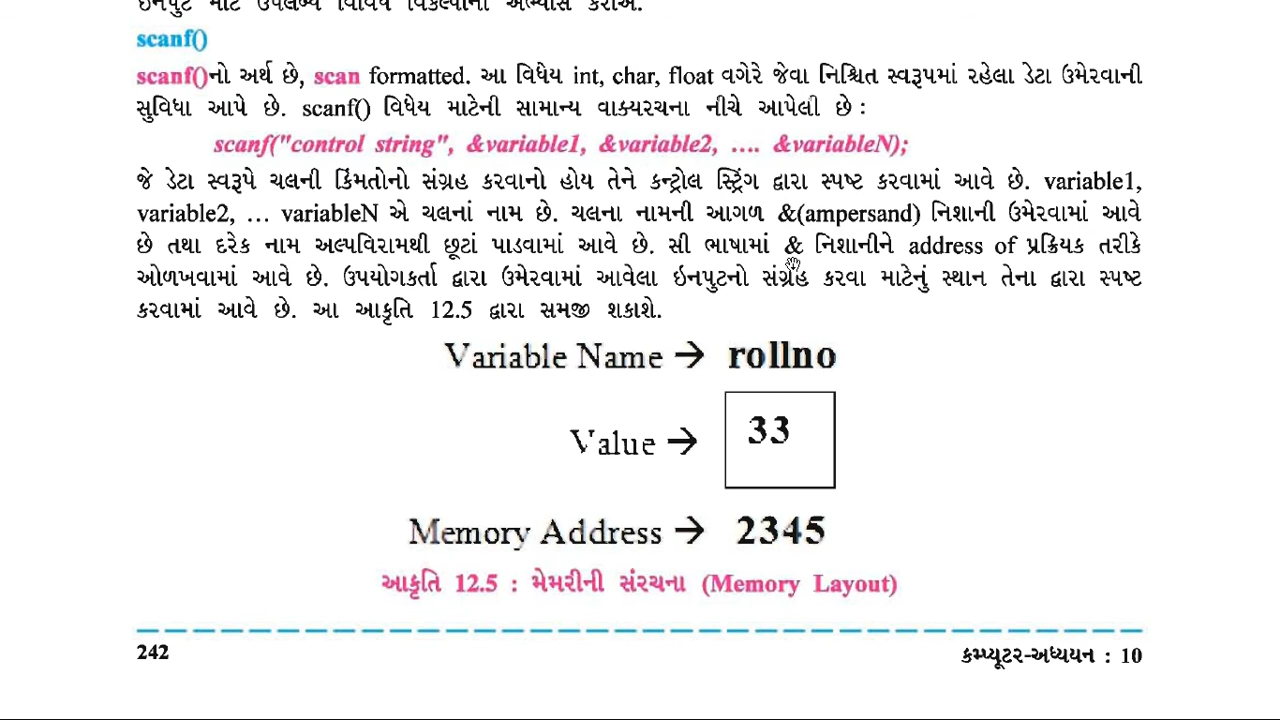 ઇનપુટ માટે ઉપલબ્ધ વિવિધ વિકલ્પોનો અભ્યાસ કરીએ.
scanf()
scanf()નો અર્થ છે, scan formatted. આ વિધેય int, char, float વગેરે જેવા નિશ્ચિત સ્વરૂપમાં રહેલા ડેટા ઉમેરવાની
સુવિધા આપે છે. scanf() વિધેય માટેની સામાન્ય વાક્યરચના નીચે આપેલી છે :
scanf("control string", &variable1, &variable2, .... &variableN);
જે ડેટા સ્વરૂપે ચલની કિંમતોનો સંગ્રહ કરવાનો હોય તેને કન્ટ્રોલ સ્ટ્રિંગ દ્વારા સ્પષ્ટ કરવામાં આવે છે. variable1,
variable2, ... variableN એ ચલનાં નામ છે. ચલના નામની આગળ &(ampersand) નિશાની ઉમેરવામાં આવે
છે તથા દરેક નામ અલ્પવિરામથી છૂટાં પાડવામાં આવે છે. સી ભાષામાં & નિશાનીને address of પ્રક્રિયક તરીકે
ઓળખવામાં આવે છે. ઉપયોગકર્તા દ્વારા ઉમેરવામાં આવેલા ઇનપુટનો સંગ્રહ કરવા માટેનું સ્થાન તેના દ્વારા સ્પષ્ટ
કરવામાં આવે છે. આ આકૃતિ 12.5 દ્વારા સમજી શકાશે.
Variable Name → rollno
Value → 33
Memory Address → 2345
આકૃતિ 12.5 : મેમરીની સંરચના (Memory Layout)
242 કમ્પ્યૂટર-અધ્યયન : 10